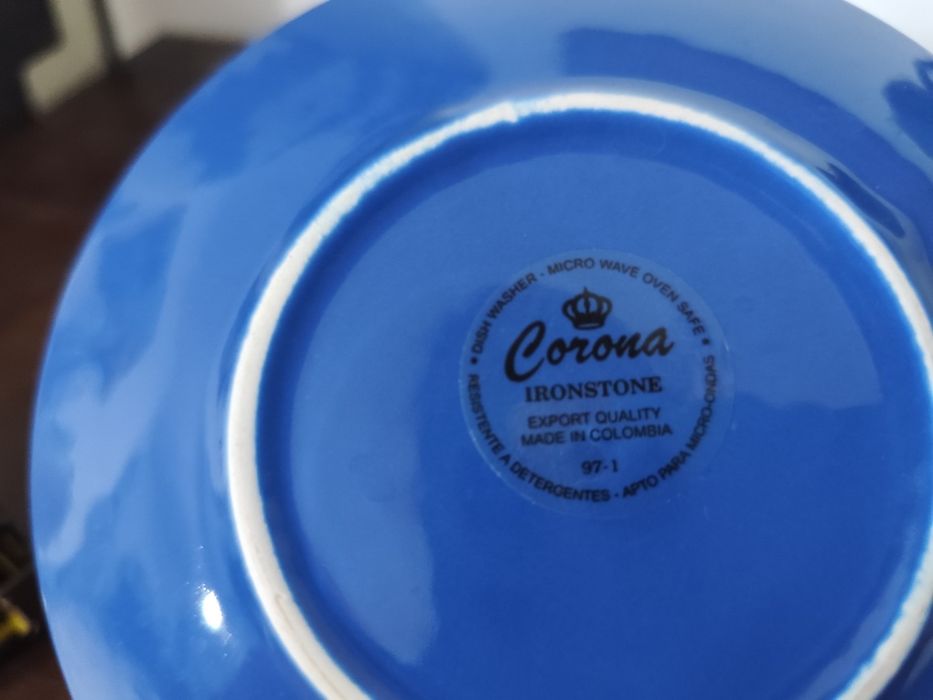 • DISH WASHER - MICRO WAVE OVEN SAFE •
Corona
IRONSTONE
EXPORT QUALITY
MADE IN COLOMBIA
97-1
RESISTENTE A DETERGENTES - APTO PARA MICRO-ONDAS